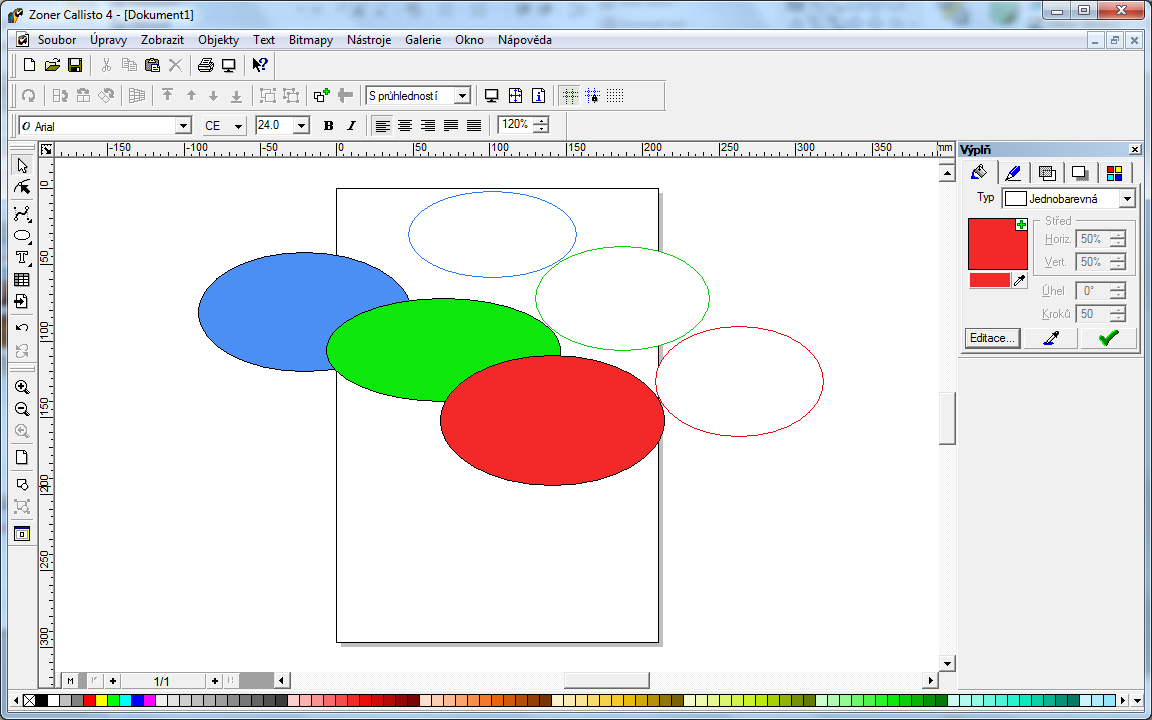 Zoner Callisto 4 - [Dokument1]
Soubor Úpravy Zobrazit Objekty Text Bitmapy Nástroje Galerie Okno Nápověda
S průhledností
O Arial CE 24.0 B I 120%
-150 -100 -50 0 50 100 150 200 250 300 350 mm
Výplň
Typ Jednobarevná
Střed
Horiz. 50%
Vert. 50%
Úhel 0°
Kroků 50
Editace...
0
50
100
150
200
250
300
1/1